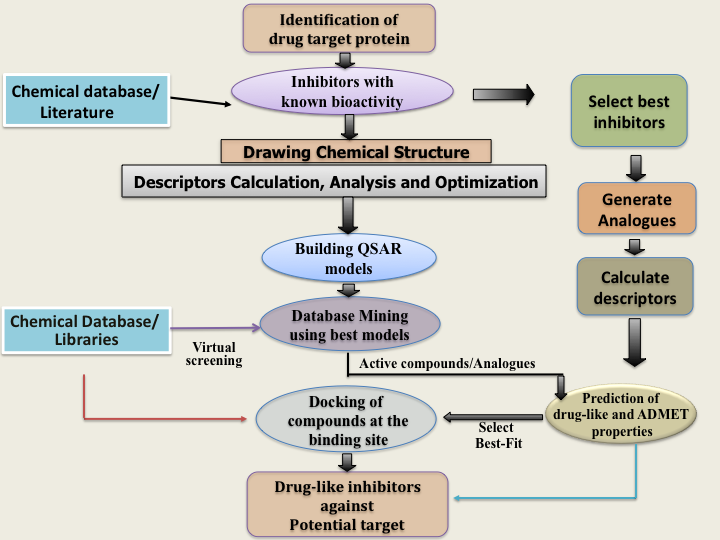 Identification of
drug target protein
Chemical database/
Literature
Inhibitors with
known bioactivity
Select best
inhibitors
Drawing Chemical Structure
Descriptors Calculation, Analysis and Optimization
Generate
Analogues
Building QSAR
models
Calculate
descriptors
Chemical Database/
Libraries
Virtual
screening
Database Mining
using best models
Active compounds/Analogues
Docking of
compounds at the
binding site
Select
Best-Fit
Prediction of
drug-like and ADMET
properties
Drug-like inhibitors
against
Potential target